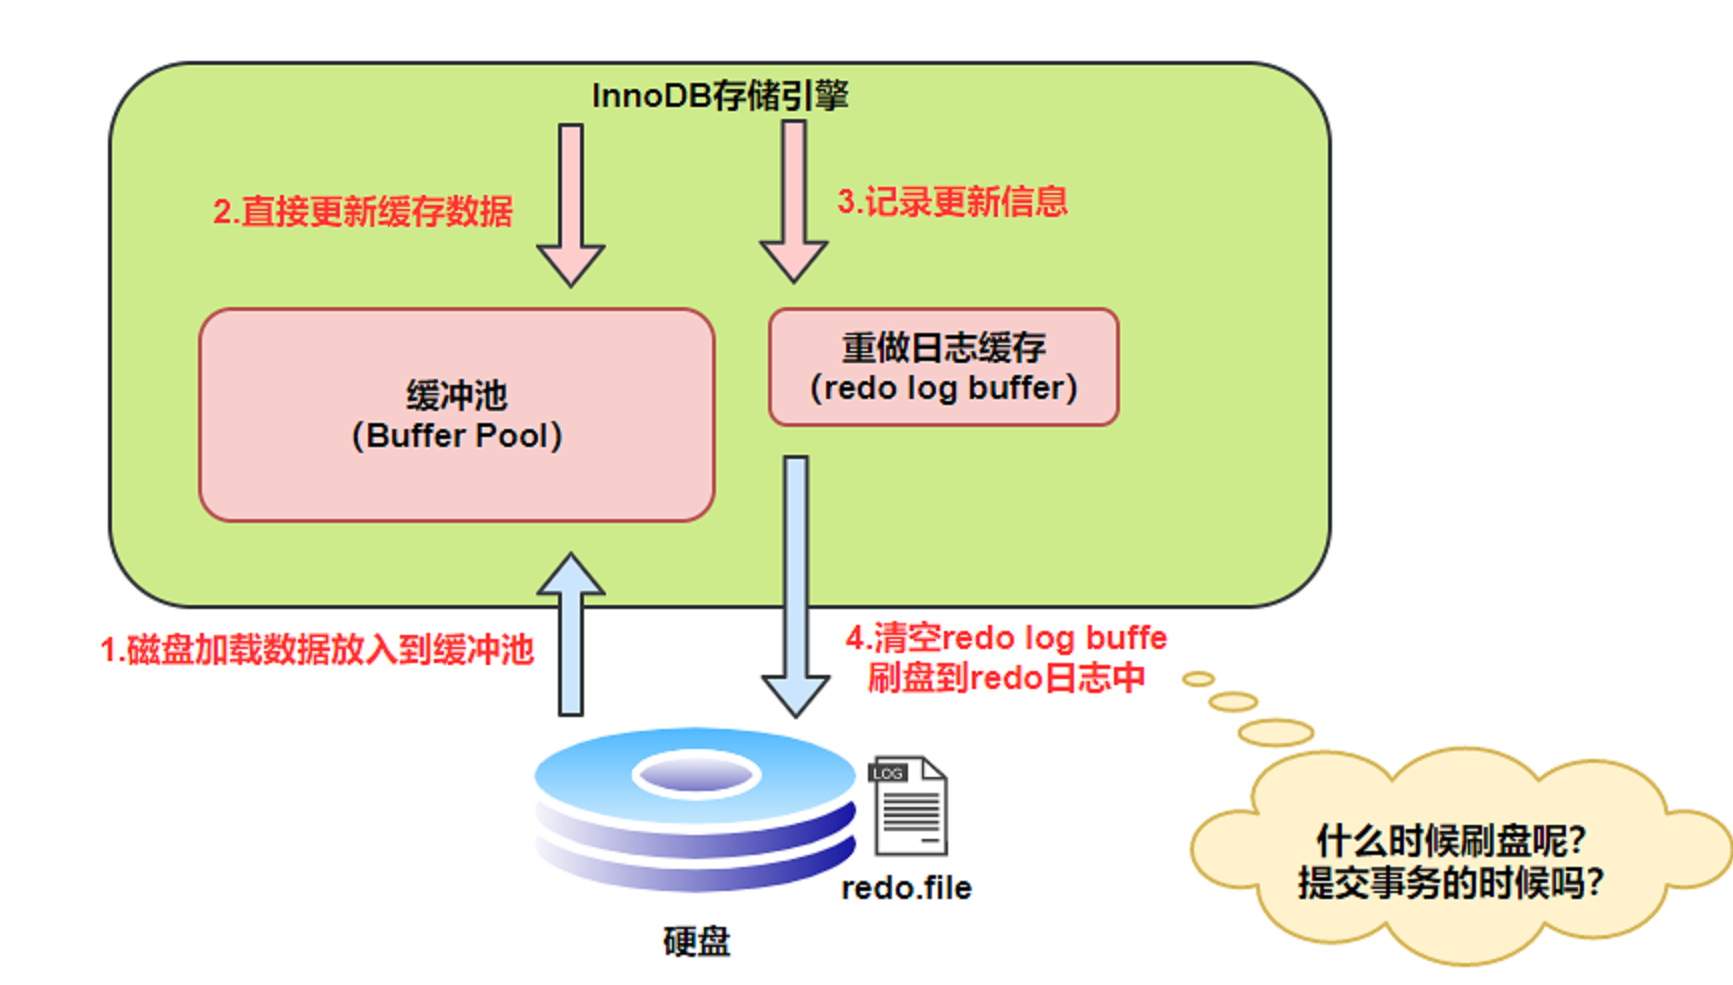 InnoDB存储引擎
2.直接更新缓存数据
3.记录更新信息
缓冲池
（Buffer Pool）
重做日志缓存
（redo log buffer）
1.磁盘加载数据放入到缓冲池
4.清空redo log buffe
刷盘到redo日志中
LOG
redo.file
硬盘
什么时候刷盘呢？
提交事务的时候吗？